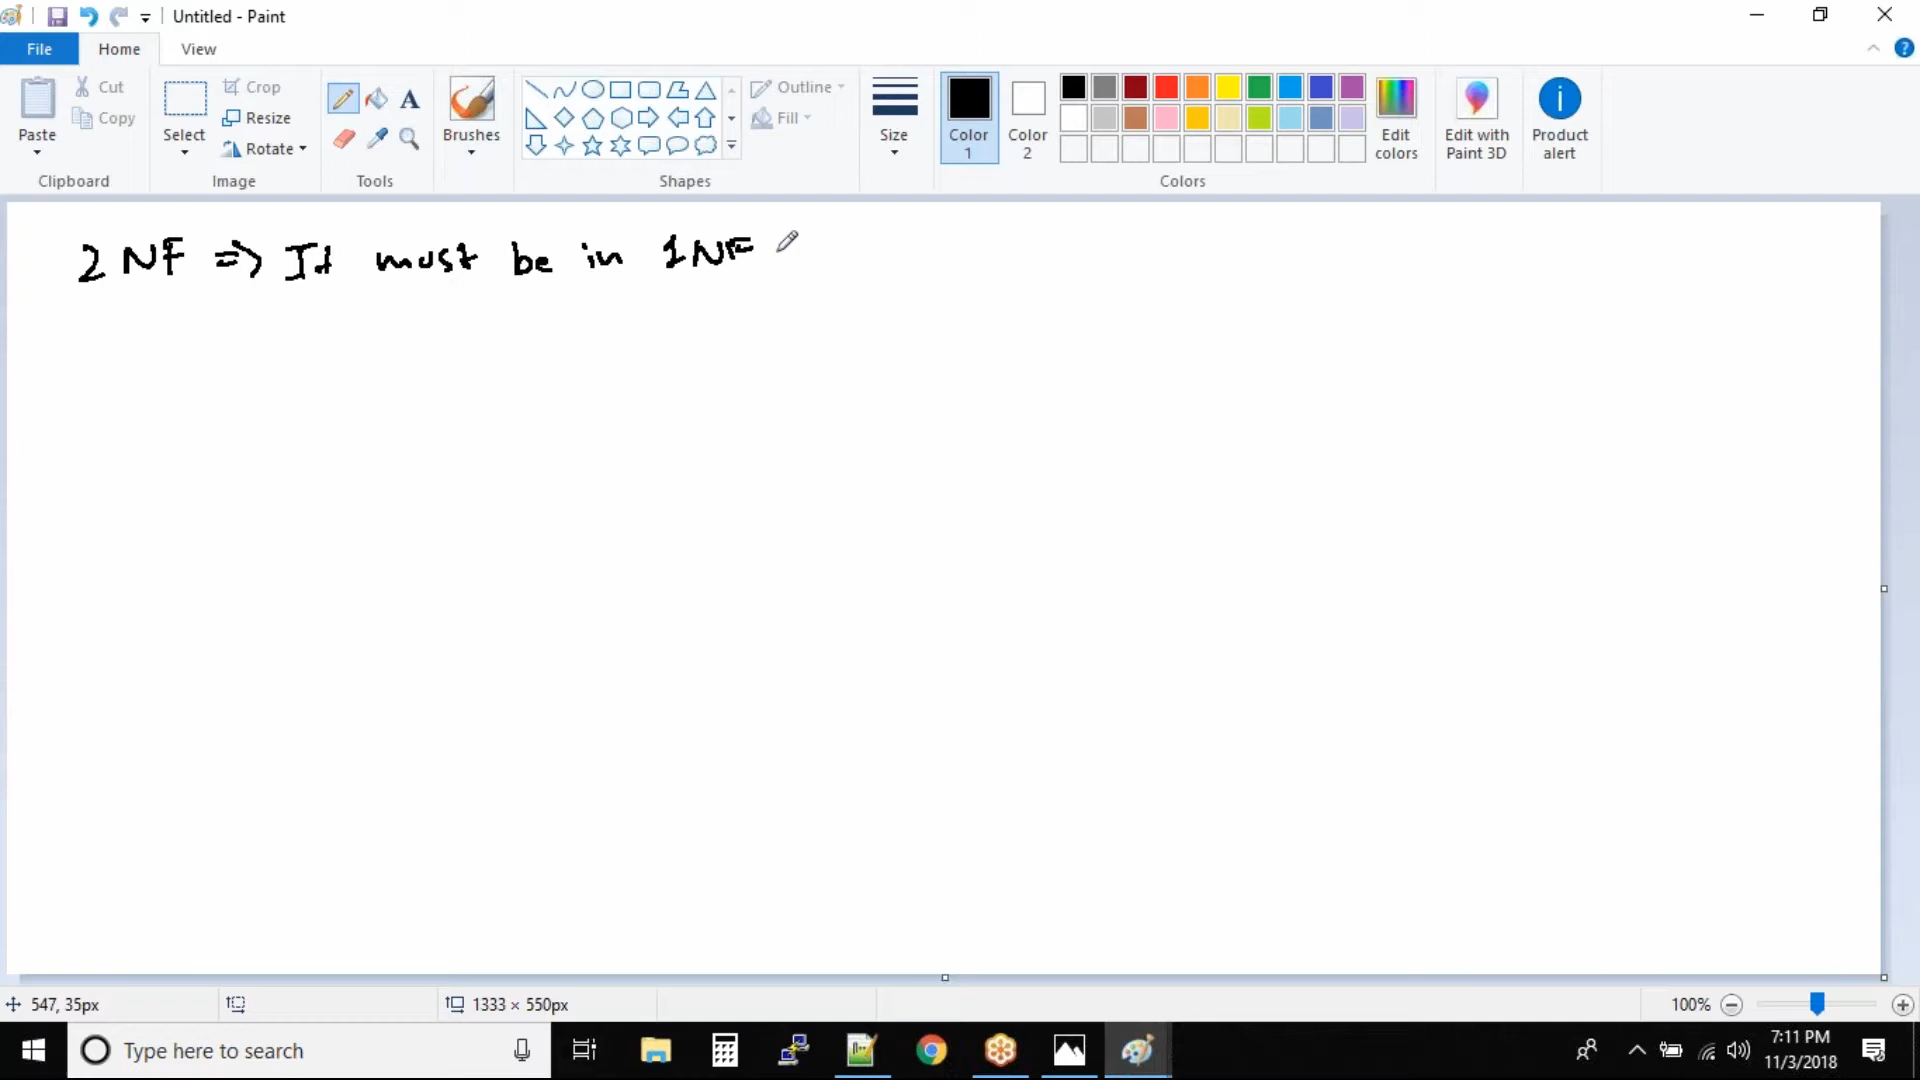 Untitled - Paint
File Home View
Paste Cut Copy Select Crop Resize Rotate A Brushes Outline Fill Size Color 1 Color 2 Edit colors Edit with Paint 3D Product alert
Clipboard Image Tools Shapes Colors
2 NF => It must be in 1NF
547, 35px 1333 × 550px 100%
Type here to search 7:11 PM
11/3/2018